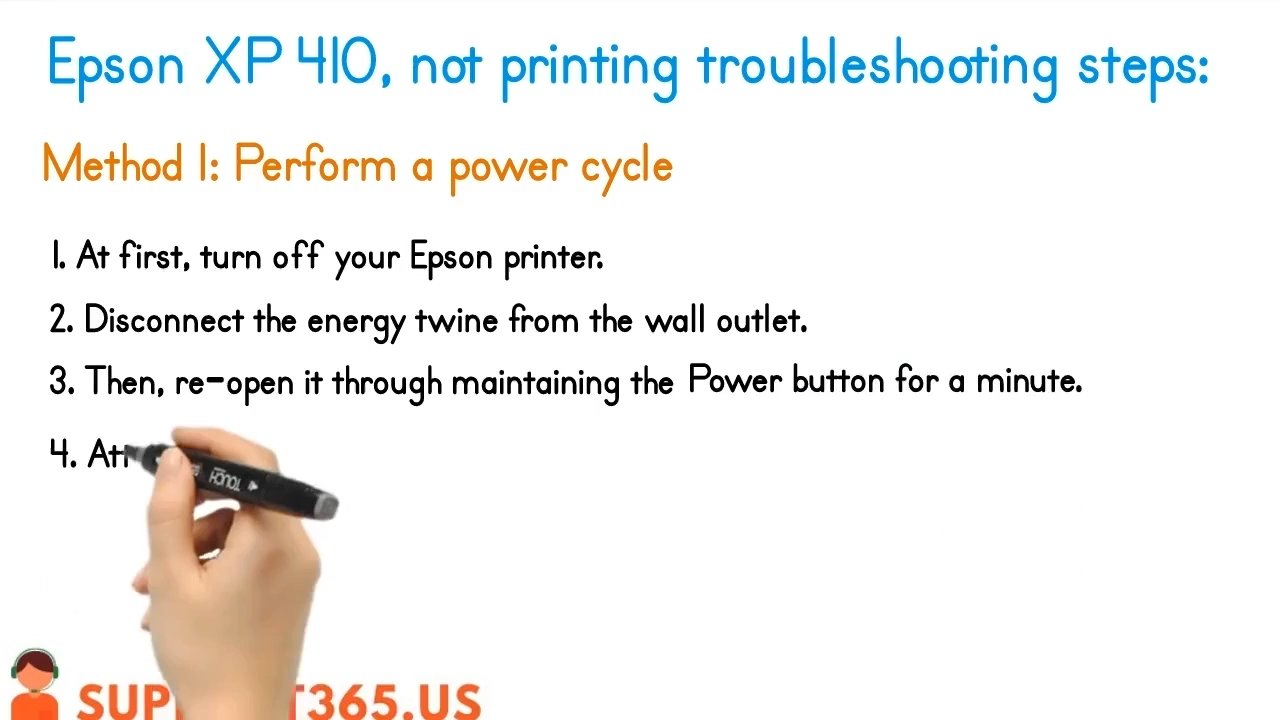 Epson XP 410, not printing troubleshooting steps:
Method 1: Perform a power cycle
1. At first, turn off your Epson printer.
2. Disconnect the energy twine from the wall outlet.
3. Then, re-open it through maintaining the Power button for a minute.
4.
TOUCH